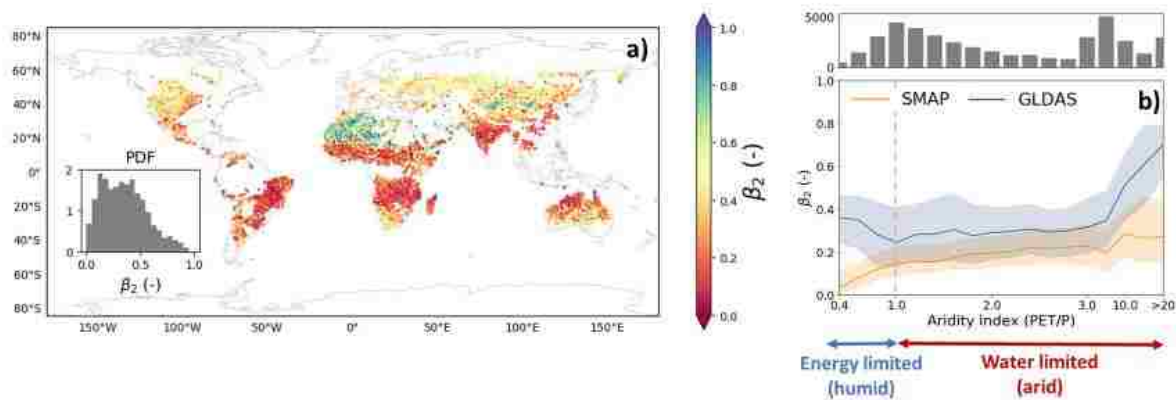 80°N
60°N
40°N
20°N
0°
20°S
40°S
60°S
80°S
150°W
100°W
50°W
0°
50°E
100°E
150°E
a)
PDF
2
1
0
0.0
0.5
1.0
β₂ (-)
1.0
0.8
0.6
0.4
0.2
0.0
β₂ (-)
5000
0
b)
SMAP
GLDAS
1.0
0.8
0.6
0.4
0.2
0.0
β₂ (-)
0.4
1.0
2.0
3.0
10.0
>20
Aridity index (PET/P)
Energy limited
(humid)
Water limited
(arid)